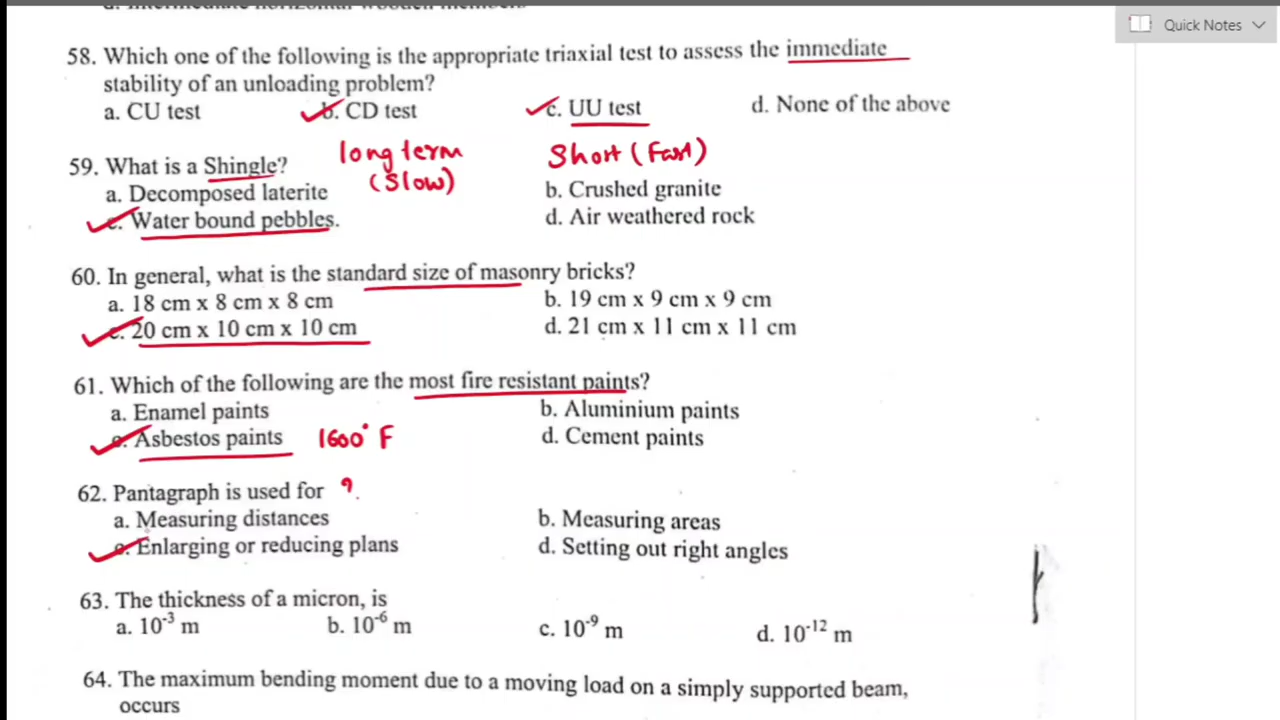 Quick Notes
58. Which one of the following is the appropriate triaxial test to assess the immediate
stability of an unloading problem?
a. CU test b. CD test c. UU test d. None of the above
long term (Slow) Short (Fast)
59. What is a Shingle?
a. Decomposed laterite b. Crushed granite
c. Water bound pebbles. d. Air weathered rock
60. In general, what is the standard size of masonry bricks?
a. 18 cm x 8 cm x 8 cm b. 19 cm x 9 cm x 9 cm
c. 20 cm x 10 cm x 10 cm d. 21 cm x 11 cm x 11 cm
61. Which of the following are the most fire resistant paints?
a. Enamel paints b. Aluminium paints
c. Asbestos paints 1600° F d. Cement paints
62. Pantagraph is used for ?
a. Measuring distances b. Measuring areas
c. Enlarging or reducing plans d. Setting out right angles
63. The thickness of a micron, is
a. 10⁻³ m b. 10⁻⁶ m c. 10⁻⁹ m d. 10⁻¹² m
64. The maximum bending moment due to a moving load on a simply supported beam,
occurs